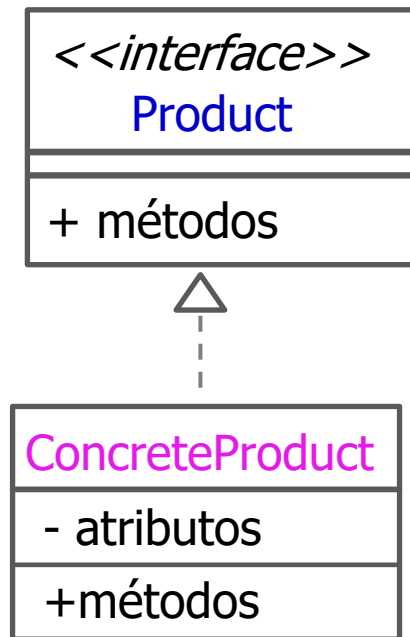 <<interface>>
Product
+ métodos
ConcreteProduct
- atributos
+métodos